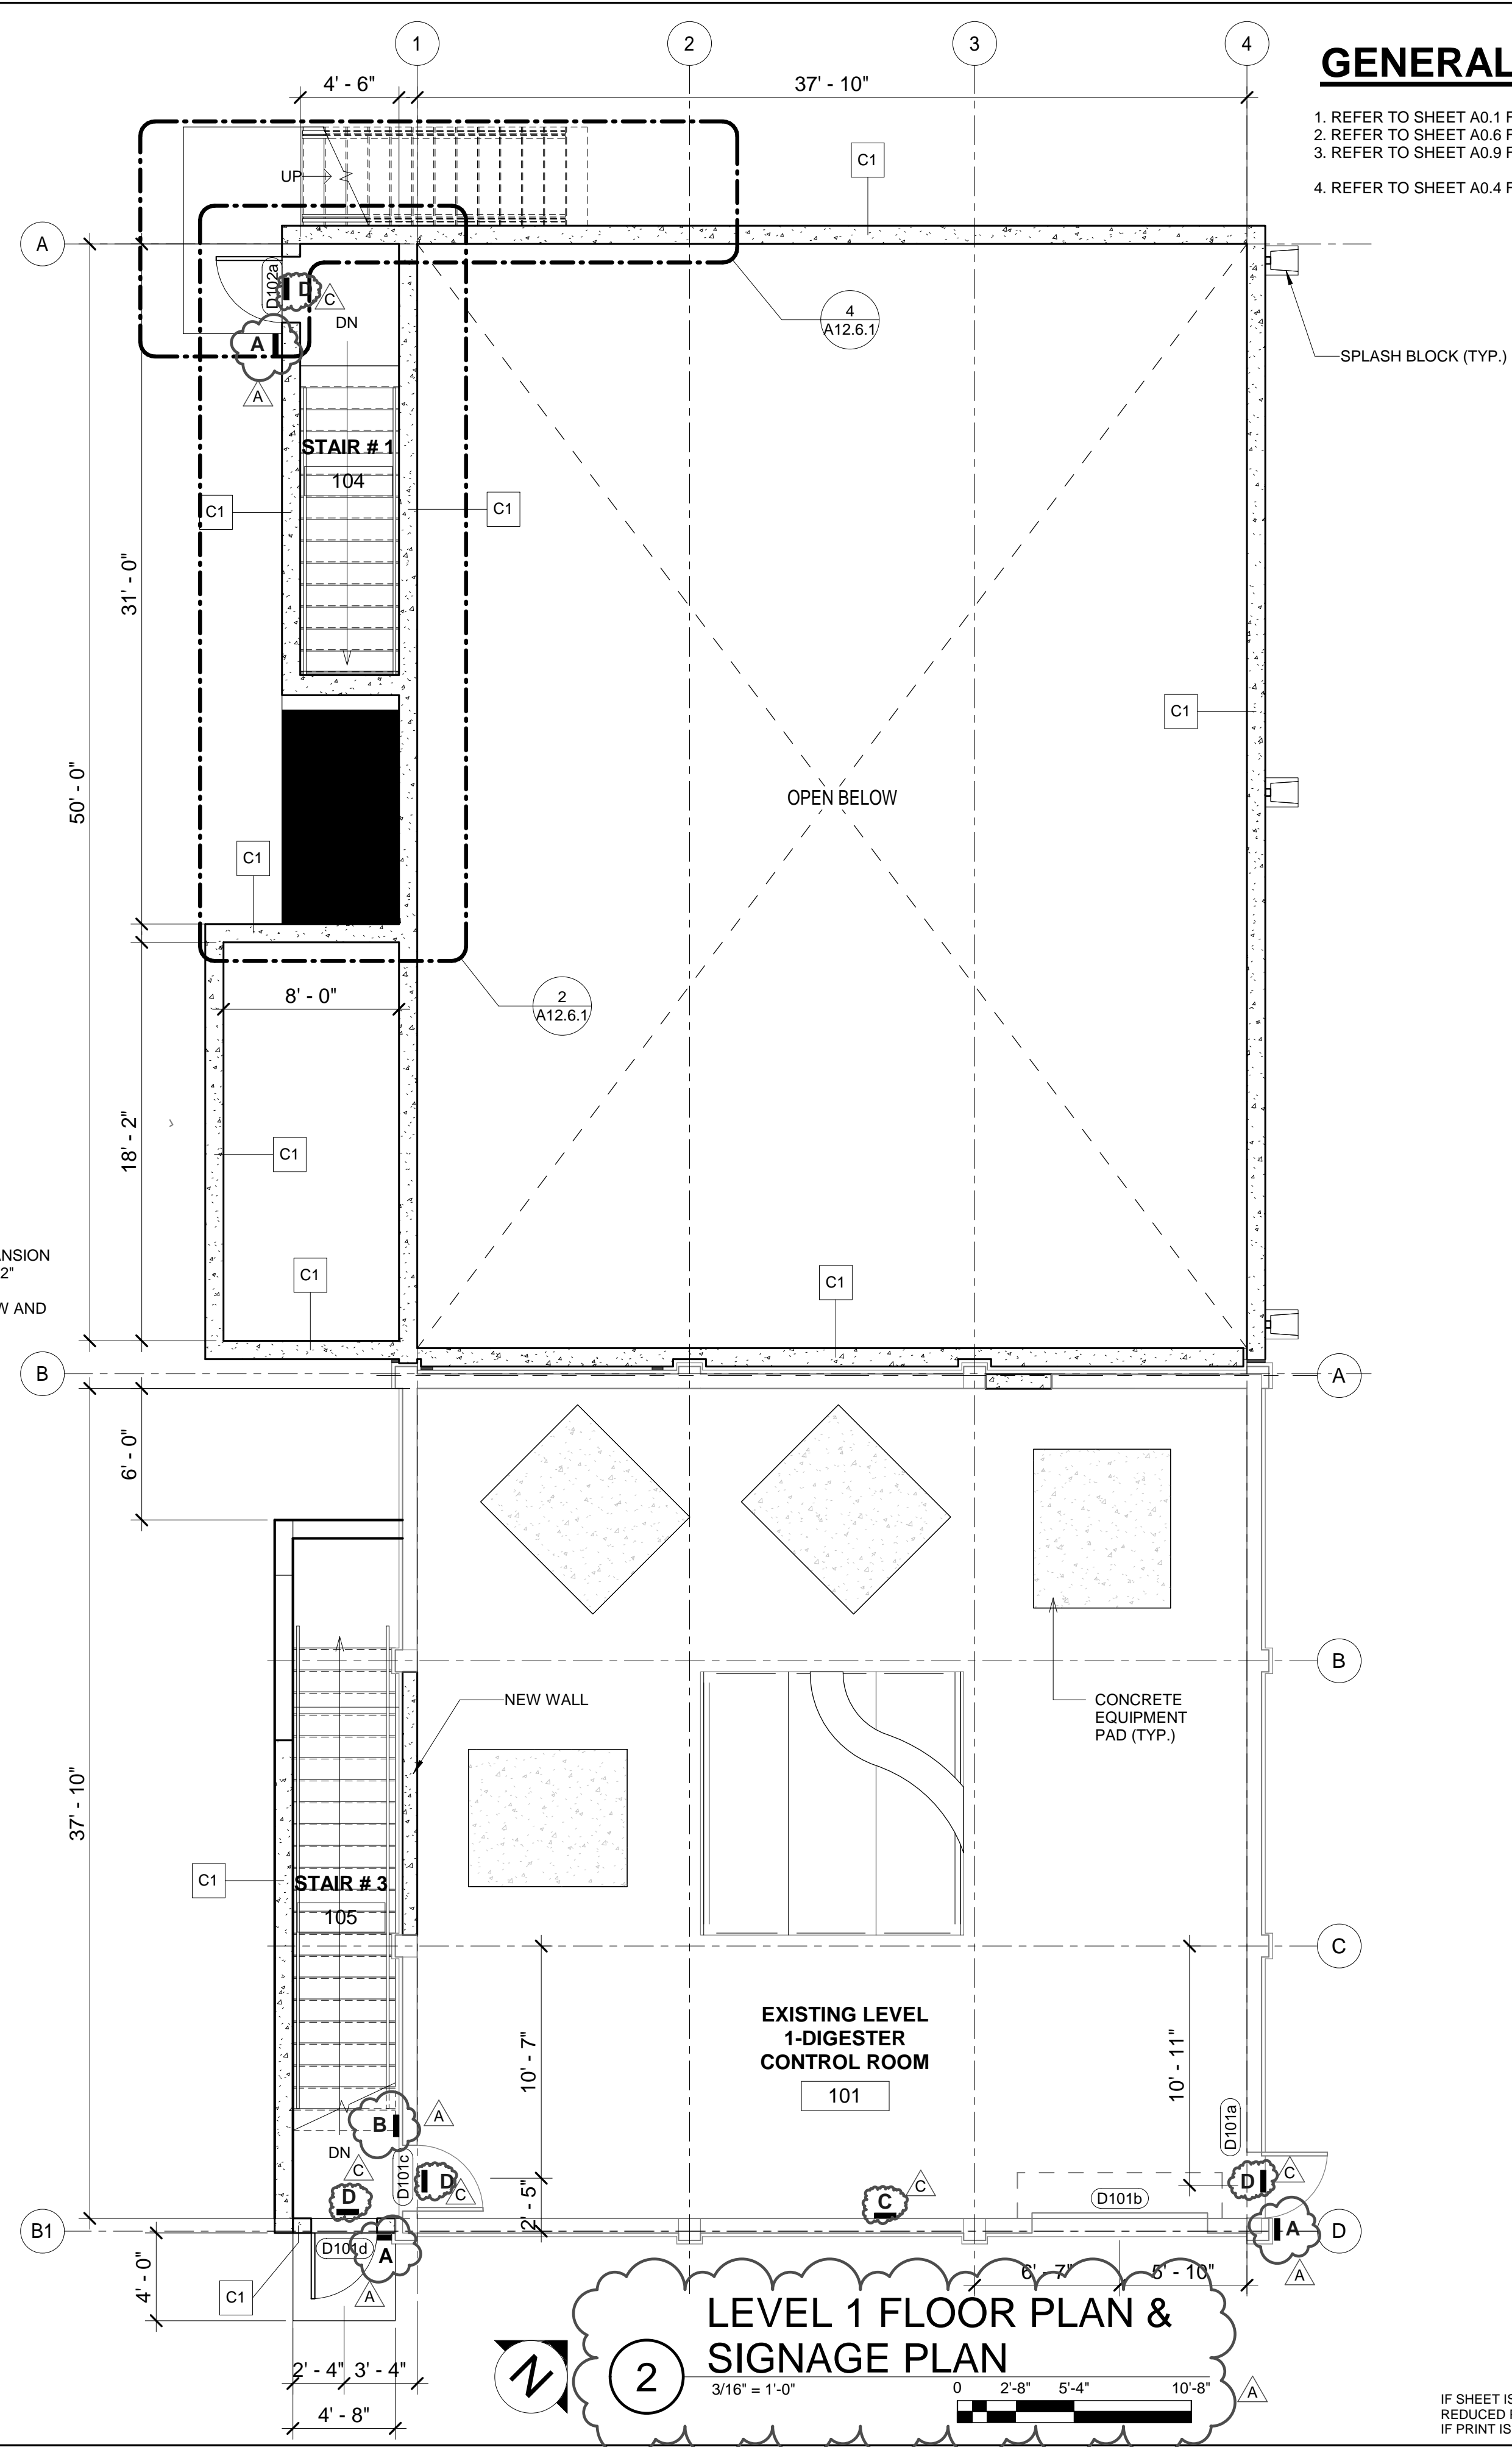 1
2
3
4
GENERAL
4' - 6"
37' - 10"
1. REFER TO SHEET A0.1 F
2. REFER TO SHEET A0.6 F
3. REFER TO SHEET A0.9 F
4. REFER TO SHEET A0.4 F
C1
UP
A
D102a
D
C
DN
A
A
4
A12.6.1
SPLASH BLOCK (TYP.)
STAIR # 1
104
C1
C1
31' - 0"
50' - 0"
C1
OPEN BELOW
C1
8' - 0"
2
A12.6.1
18' - 2"
C1
ANSION
2"
W AND
C1
C1
B
A
6' - 0"
B
NEW WALL
CONCRETE
EQUIPMENT
PAD (TYP.)
37' - 10"
C1
STAIR # 3
105
C
EXISTING LEVEL
1-DIGESTER
CONTROL ROOM
101
10' - 7"
10' - 11"
B
A
DN
C
D101c
D
C
D
C
C
D101a
D
C
D101b
2' - 5"
B1
D101d
A
A
A
D
A
4' - 0"
C1
6' - 7"
5' - 10"
2' - 4"
3' - 4"
4' - 8"
N
2
LEVEL 1 FLOOR PLAN &
SIGNAGE PLAN
3/16" = 1'-0"
0
2'-8"
5'-4"
10'-8"
A
IF SHEET IS
REDUCED
IF PRINT IS